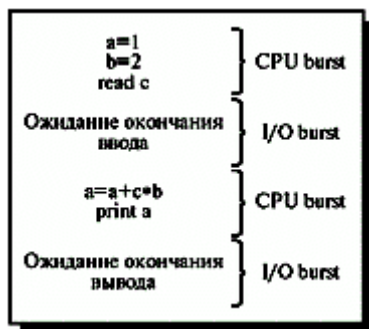 a=1
b=2
read c
CPU burst
Ожидание окончания
ввода
I/O burst
a=a+c*b
print a
CPU burst
Ожидание окончания
вывода
I/O burst